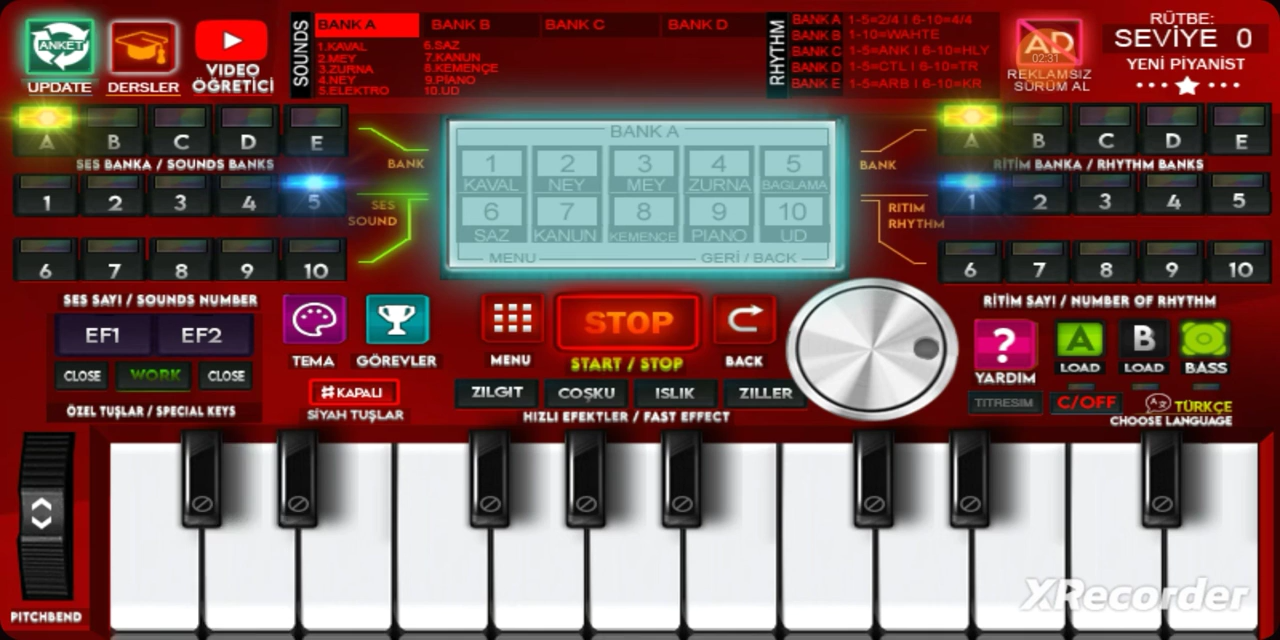 ANKET
UPDATE
DERSLER
VIDEO
ÖĞRETİCİ
SOUNDS
BANK A
BANK B
BANK C
BANK D
1.KAVAL
2.MEY
3.ZURNA
4.NEY
5.ELEKTRO
6.SAZ
7.KANUN
8.KEMENÇE
9.PİANO
10.UD
RHYTHM
BANK A 1-5=2/4 I 6-10=4/4
BANK B 1-10=WAHTE
BANK C 1-5=ANK I 6-10=HLY
BANK D 1-5=CTL I 6-10=TR
BANK E 1-5=ARB I 6-10=KR
AD
02:31
REKLAMSIZ
SÜRÜM AL
RÜTBE:
SEVİYE 0
YENİ PİYANİST
A B C D E
SES BANKA / SOUNDS BANKS
1 2 3 4 5
6 7 8 9 10
SES SAYI / SOUNDS NUMBER
BANK
SES
SOUND
BANK A
1 2 3 4 5
KAVAL NEY MEY ZURNA BAGLAMA
6 7 8 9 10
SAZ KANUN KEMENCE PIANO UD
MENU GERİ / BACK
BANK
RITIM
RHYTHM
A B C D E
RİTİM BANKA / RHYTHM BANKS
1 2 3 4 5
6 7 8 9 10
RİTİM SAYI / NUMBER OF RHYTHM
EF1 EF2
CLOSE WORK CLOSE
ÖZEL TUŞLAR / SPECIAL KEYS
TEMA
GÖREVLER
#KAPALI
SİYAH TUŞLAR
MENU
STOP
START / STOP
BACK
ZILGIT COŞKU ISLIK ZILLER
HIZLI EFEKTLER / FAST EFFECT
?
YARDIM
A
LOAD
B
LOAD
BASS
TITRESIM
C/OFF
TÜRKÇE
CHOOSE LANGUAGE
PITCHBEND
XRecorder